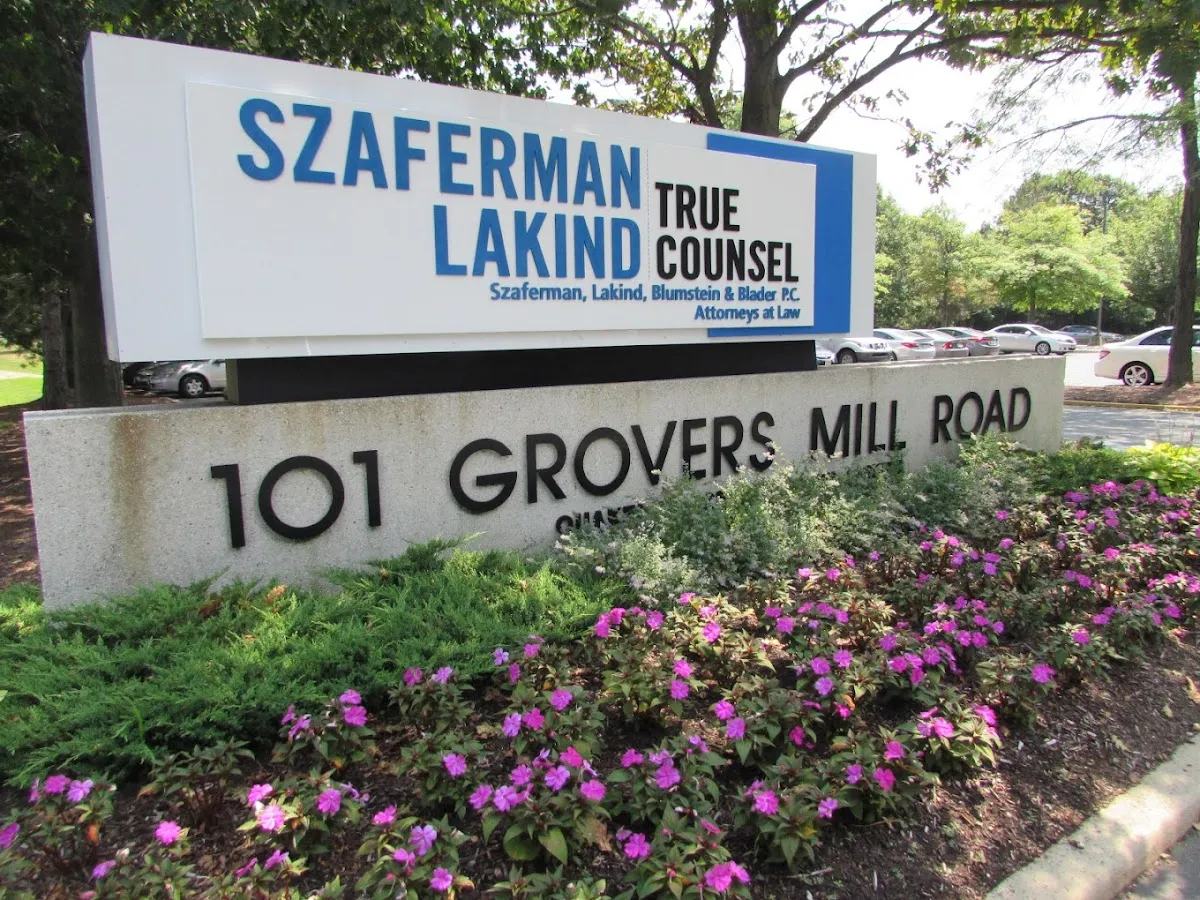 SZAFERMAN
LAKIND
TRUE
COUNSEL
Szaferman, Lakind, Blumstein & Blader P.C.
Attorneys at Law
101 GROVERS MILL ROAD